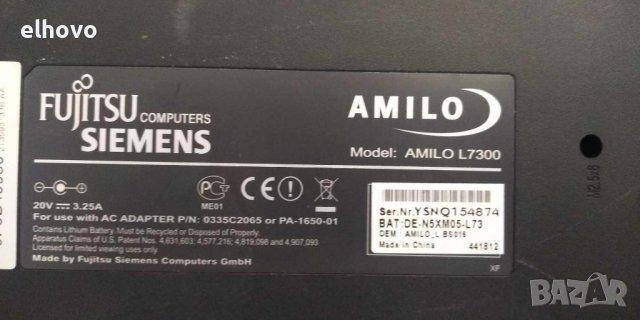 elhovo
FUJITSU COMPUTERS
SIEMENS
AMILO
Model: AMILO L7300
20V 3.25A
ME01
For use with AC ADAPTER P/N: 0335C2065 or PA-1650-01
Contains Lithium Battery. Must be Recycled or Disposed of Properly.
Apparatus Claims of U.S. Patent Nos. 4,631,603; 4,577,216; 4,819,098 and 4,907,093
licensed for limited viewing uses only.
Made by Fujitsu Siemens Computers GmbH
Ser.Nr.YSNQ154874
BAT:DE-N5XM05-L73
OEM : AMILO_L BS016
Made in China 441812
XF
M2.5x8
BAZAR